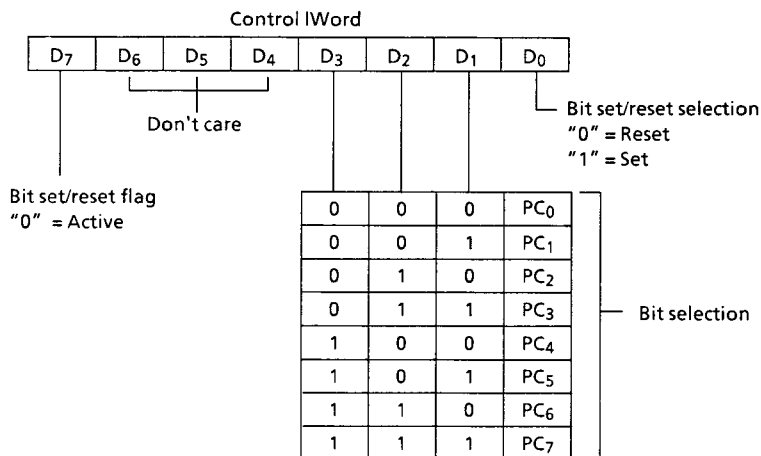 Control lWord
D7 D6 D5 D4 D3 D2 D1 D0
Don't care
Bit set/reset selection
"0" = Reset
"1" = Set
Bit set/reset flag
"0" = Active
0 0 0 PC0
0 0 1 PC1
0 1 0 PC2
0 1 1 PC3
1 0 0 PC4
1 0 1 PC5
1 1 0 PC6
1 1 1 PC7
Bit selection